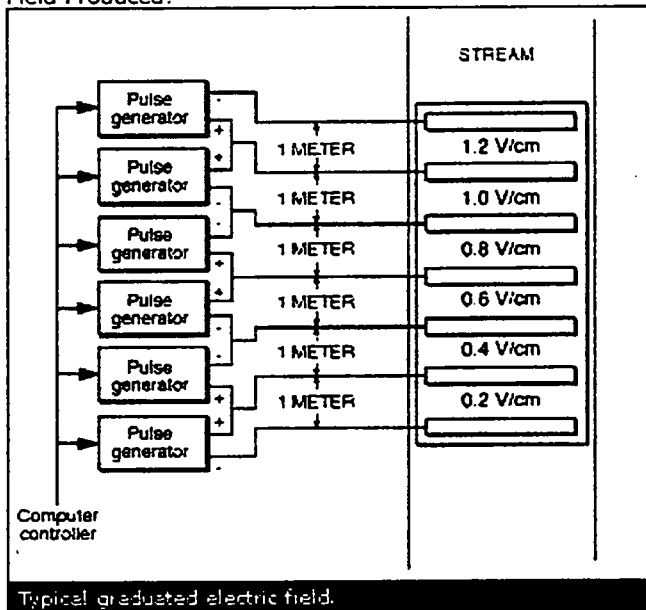 Field Produced.
STREAM
Pulse
generator
-
+
1 METER
1.2 V/cm
Pulse
generator
+
-
1 METER
1.0 V/cm
Pulse
generator
-
+
1 METER
0.8 V/cm
Pulse
generator
+
-
1 METER
0.6 V/cm
Pulse
generator
-
+
1 METER
0.4 V/cm
Pulse
generator
+
-
1 METER
0.2 V/cm
Computer
controller
Typical graduated electric field.